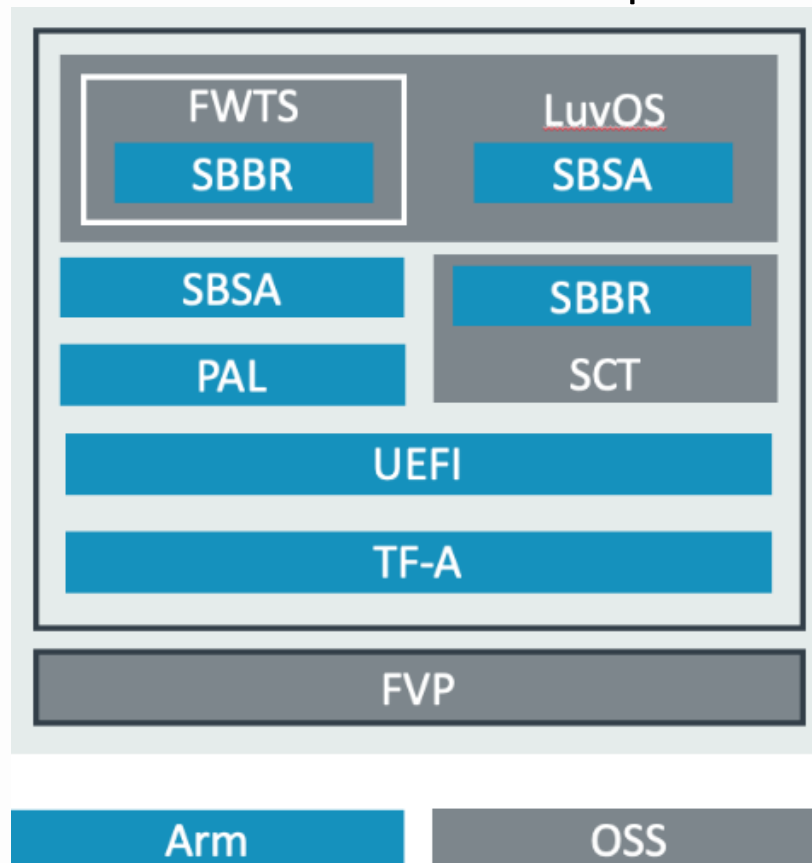 FWTS
LuvOS
SBBR
SBSA
SBSA
SBBR
PAL
SCT
UEFI
TF-A
FVP
Arm
OSS